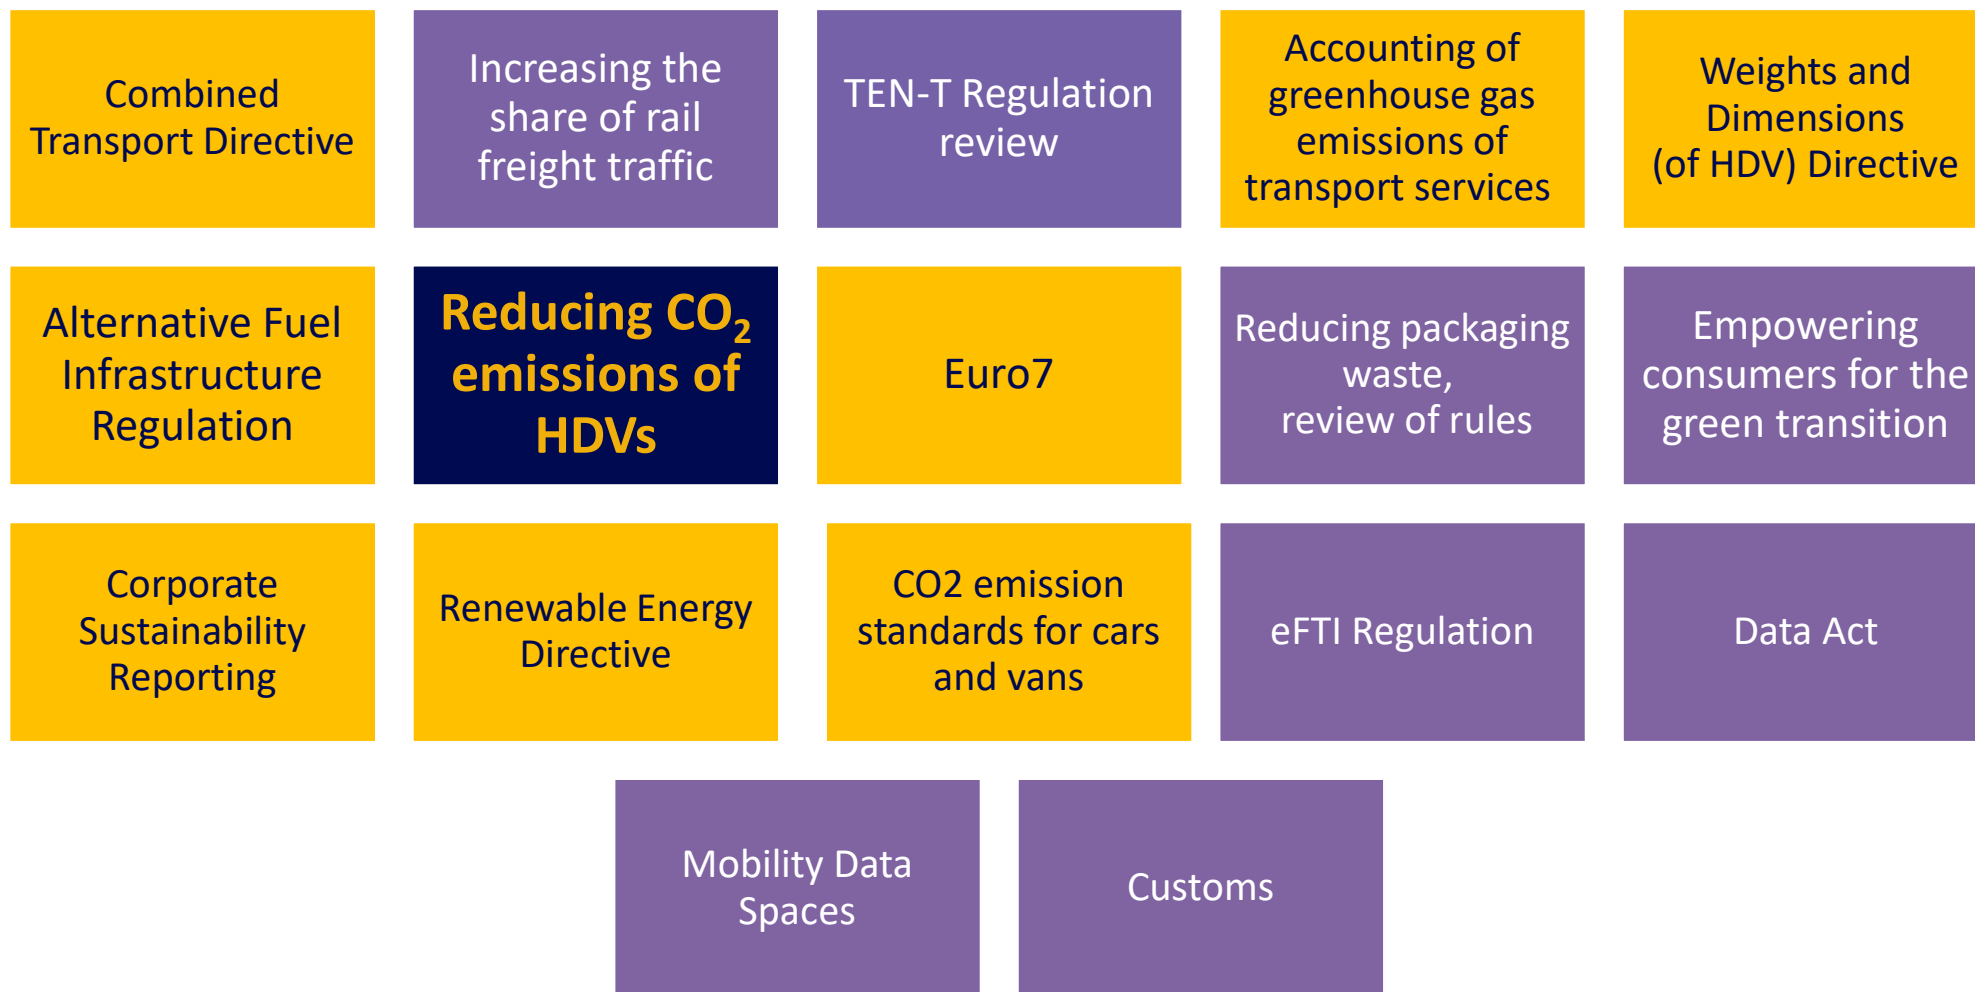 Combined
Transport Directive
Increasing the
share of rail
freight traffic
TEN-T Regulation
review
Accounting of
greenhouse gas
emissions of
transport services
Weights and
Dimensions
(of HDV) Directive
Alternative Fuel
Infrastructure
Regulation
Reducing CO₂
emissions of
HDVs
Euro7
Reducing packaging
waste,
review of rules
Empowering
consumers for the
green transition
Corporate
Sustainability
Reporting
Renewable Energy
Directive
CO2 emission
standards for cars
and vans
eFTI Regulation
Data Act
Mobility Data
Spaces
Customs